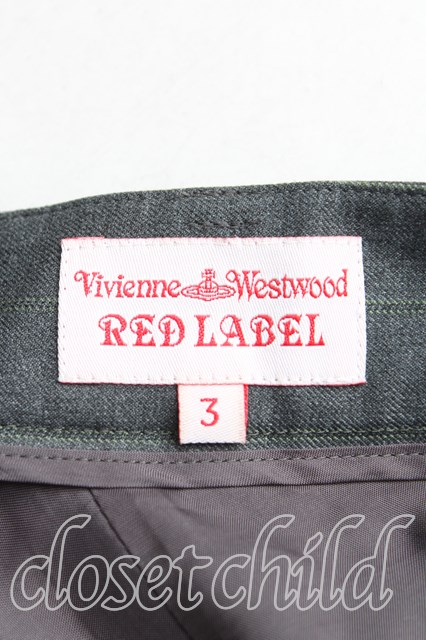 Vivienne Westwood
RED LABEL
3
closet child